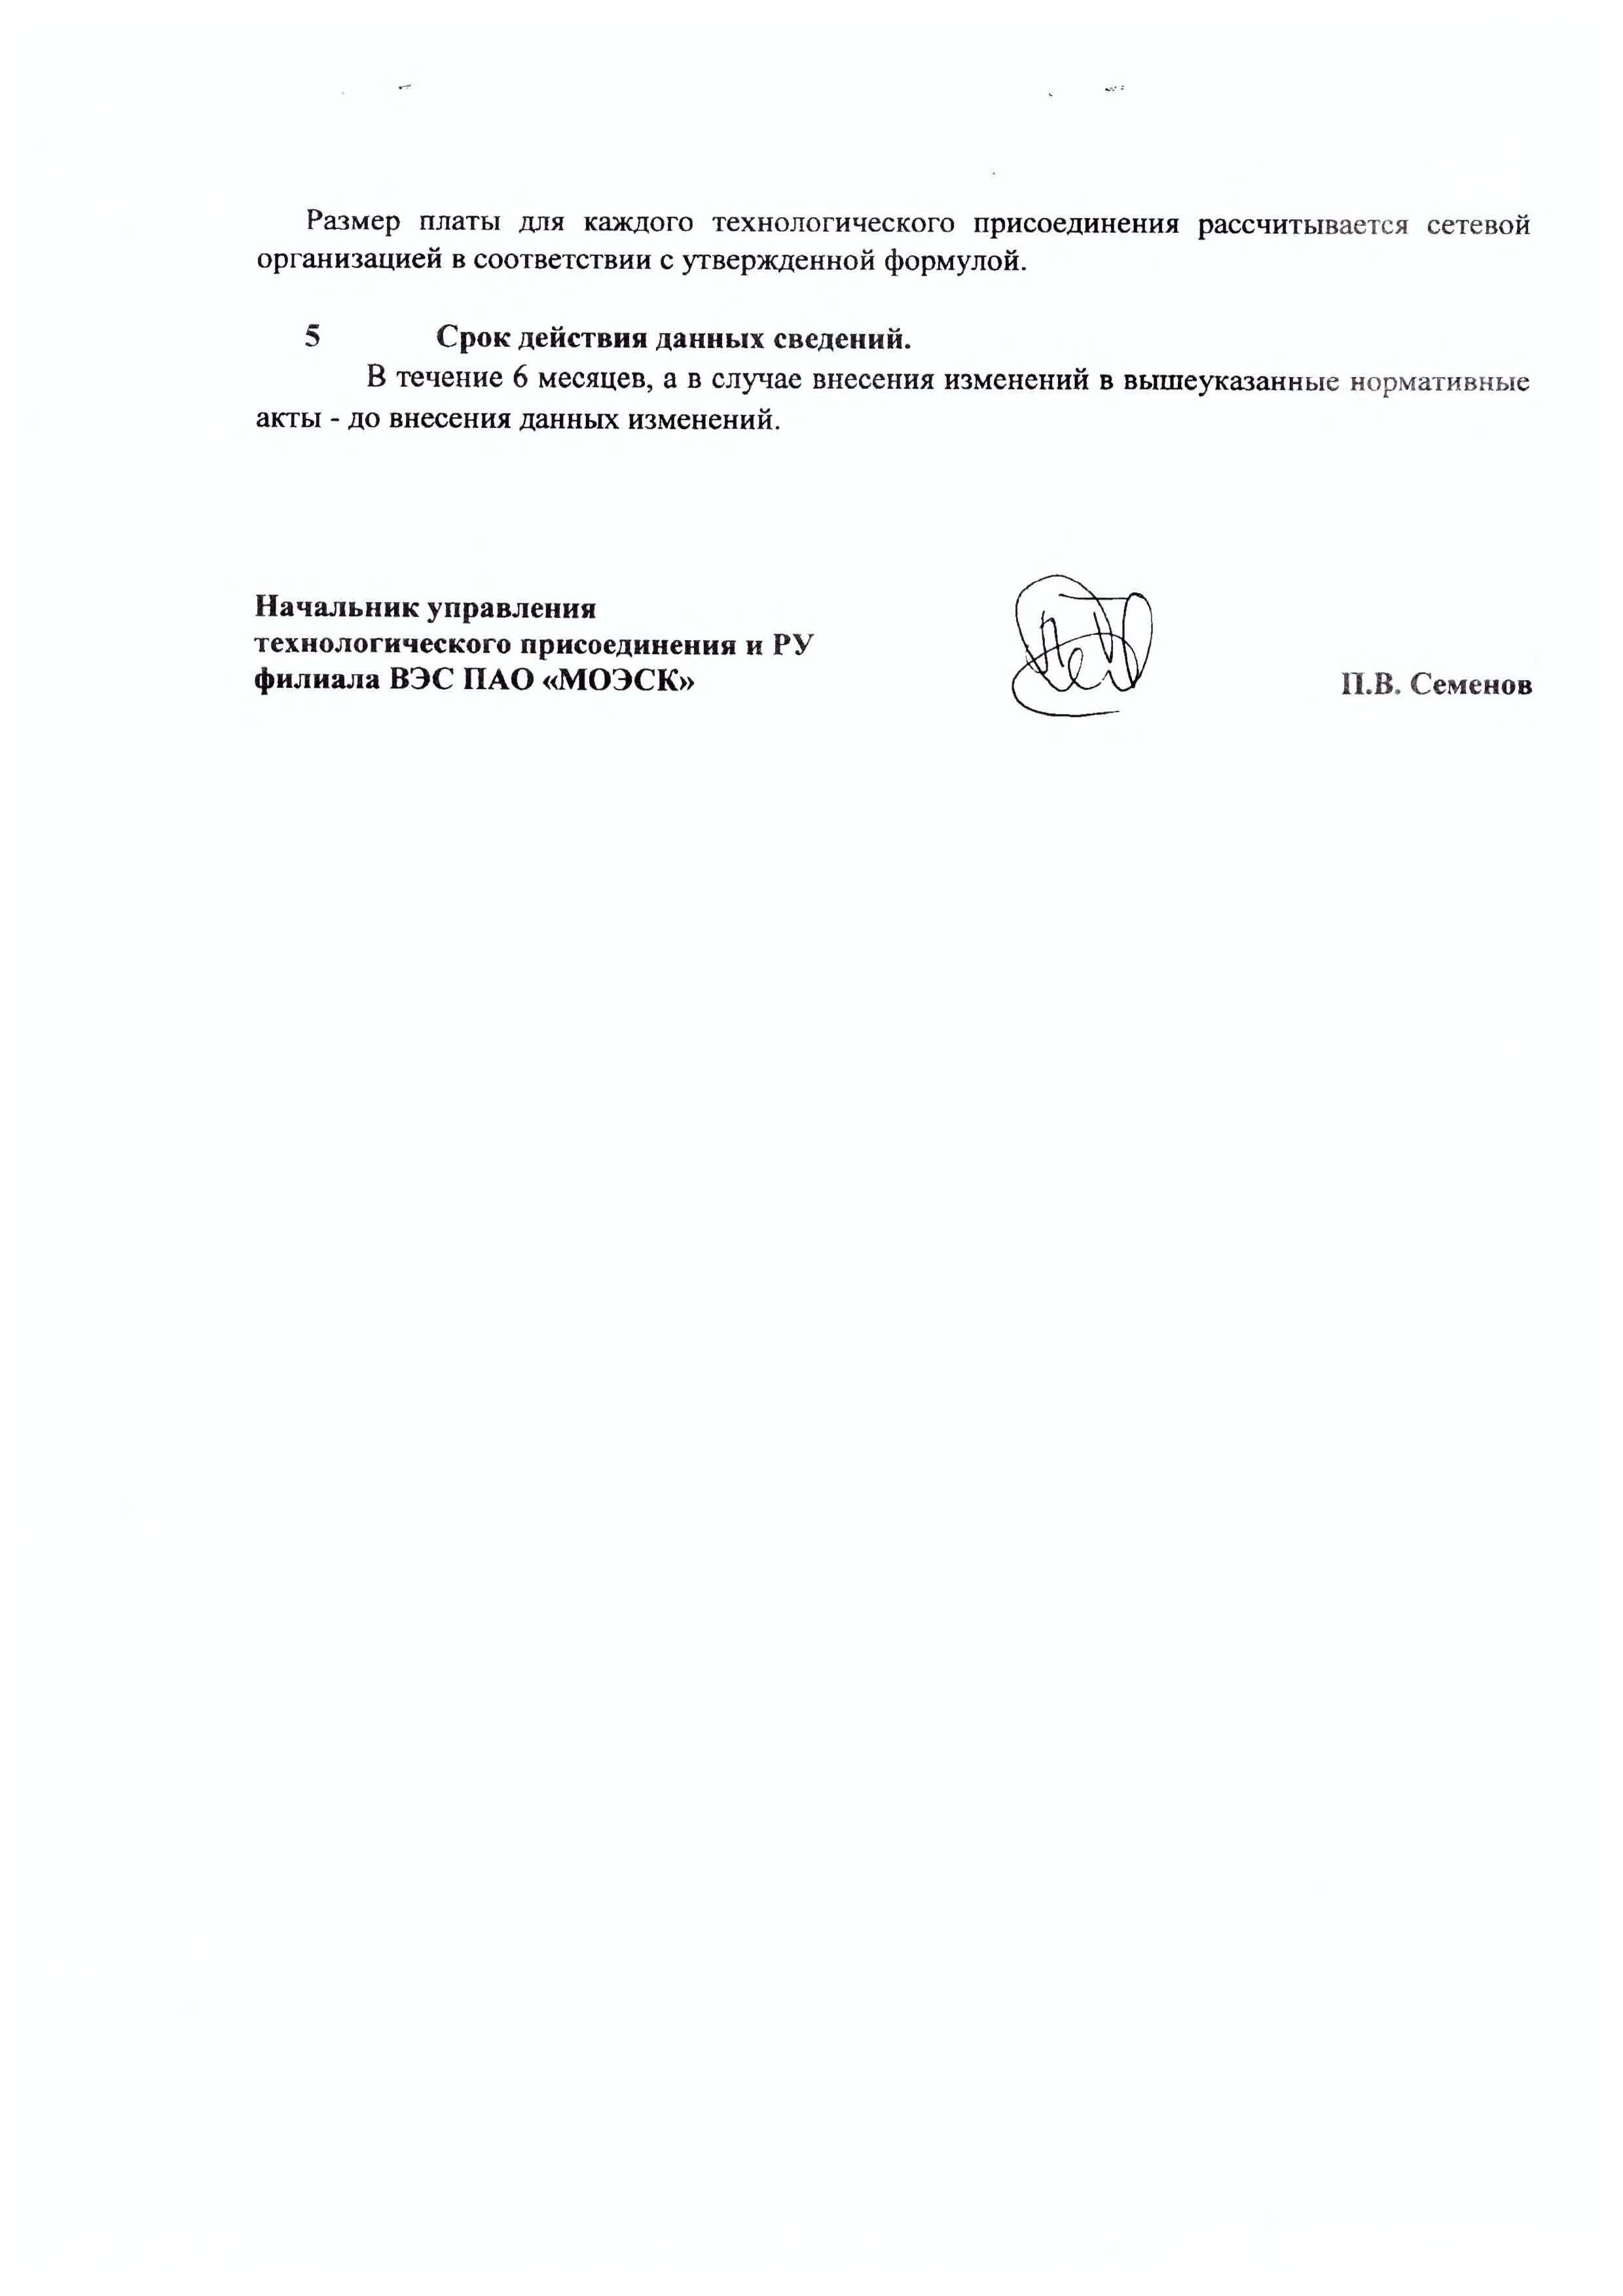 Размер платы для каждого технологического присоединения рассчитывается сетевой
организацией в соответствии с утвержденной формулой.
5 Срок действия данных сведений.
В течение 6 месяцев, а в случае внесения изменений в вышеуказанные нормативные
акты - до внесения данных изменений.
Начальник управления
технологического присоединения и РУ
филиала ВЭС ПАО «МОЭСК»
П.В. Семенов